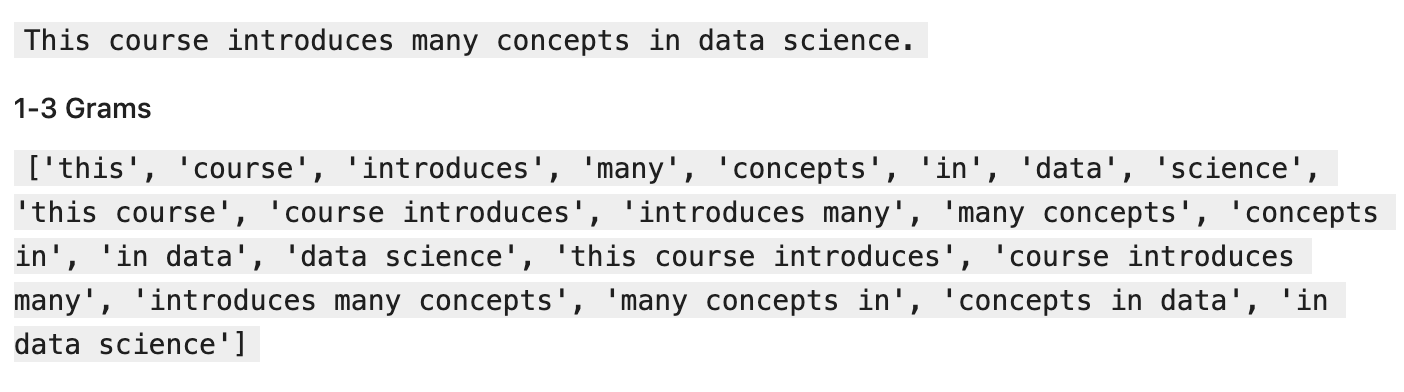 This course introduces many concepts in data science.
1-3 Grams
['this', 'course', 'introduces', 'many', 'concepts', 'in', 'data', 'science',
'this course', 'course introduces', 'introduces many', 'many concepts', 'concepts
in', 'in data', 'data science', 'this course introduces', 'course introduces
many', 'introduces many concepts', 'many concepts in', 'concepts in data', 'in
data science']